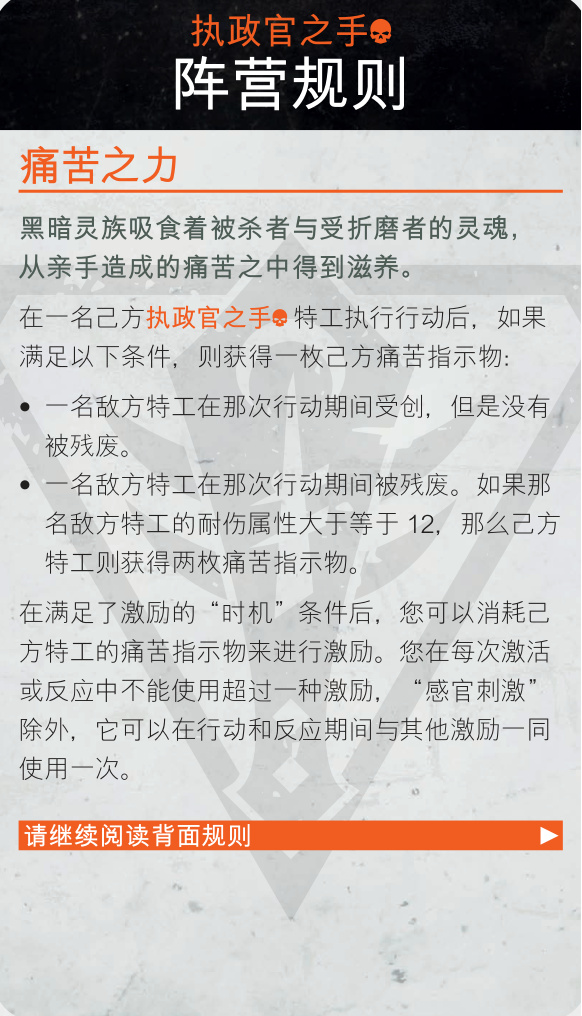 执政官之手
阵营规则
痛苦之力
黑暗灵族吸食着被杀者与受折磨者的灵魂，
从亲手造成的痛苦之中得到滋养。
在一名己方执政官之手 特工执行行动后，如果
满足以下条件，则获得一枚己方痛苦指示物：
• 一名敌方特工在那次行动期间受创，但是没有
被残废。
• 一名敌方特工在那次行动期间被残废。如果那
名敌方特工的耐伤属性大于等于 12，那么己方
特工则获得两枚痛苦指示物。
在满足了激励的“时机”条件后，您可以消耗己
方特工的痛苦指示物来进行激励。您在每次激活
或反应中不能使用超过一种激励，“感官刺激”
除外，它可以在行动和反应期间与其他激励一同
使用一次。
请继续阅读背面规则 ▶